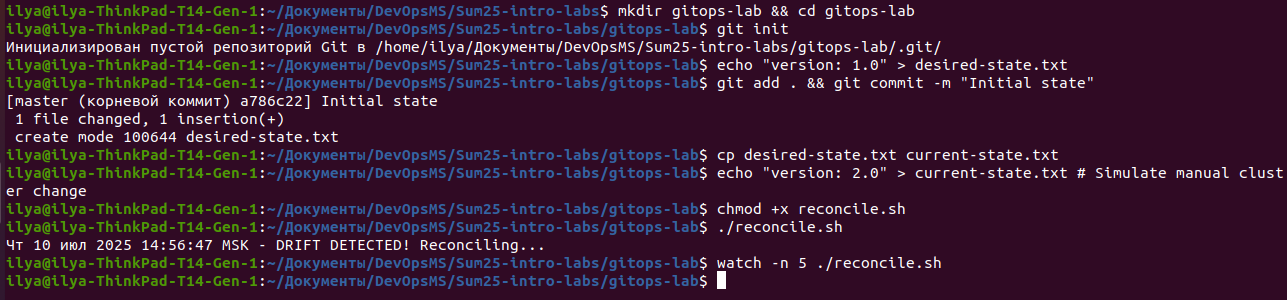 ilya@ilya-ThinkPad-T14-Gen-1:~/Документы/DevOpsMS/Sum25-intro-labs$ mkdir gitops-lab && cd gitops-lab
ilya@ilya-ThinkPad-T14-Gen-1:~/Документы/DevOpsMS/Sum25-intro-labs/gitops-lab$ git init
Инициализирован пустой репозиторий Git в /home/ilya/Документы/DevOpsMS/Sum25-intro-labs/gitops-lab/.git/
ilya@ilya-ThinkPad-T14-Gen-1:~/Документы/DevOpsMS/Sum25-intro-labs/gitops-lab$ echo "version: 1.0" > desired-state.txt
ilya@ilya-ThinkPad-T14-Gen-1:~/Документы/DevOpsMS/Sum25-intro-labs/gitops-lab$ git add . && git commit -m "Initial state"
[master (корневой коммит) a786c22] Initial state
 1 file changed, 1 insertion(+)
 create mode 100644 desired-state.txt
ilya@ilya-ThinkPad-T14-Gen-1:~/Документы/DevOpsMS/Sum25-intro-labs/gitops-lab$ cp desired-state.txt current-state.txt
ilya@ilya-ThinkPad-T14-Gen-1:~/Документы/DevOpsMS/Sum25-intro-labs/gitops-lab$ echo "version: 2.0" > current-state.txt # Simulate manual clust
er change
ilya@ilya-ThinkPad-T14-Gen-1:~/Документы/DevOpsMS/Sum25-intro-labs/gitops-lab$ chmod +x reconcile.sh
ilya@ilya-ThinkPad-T14-Gen-1:~/Документы/DevOpsMS/Sum25-intro-labs/gitops-lab$ ./reconcile.sh
Чт 10 июл 2025 14:56:47 MSK - DRIFT DETECTED! Reconciling...
ilya@ilya-ThinkPad-T14-Gen-1:~/Документы/DevOpsMS/Sum25-intro-labs/gitops-lab$ watch -n 5 ./reconcile.sh
ilya@ilya-ThinkPad-T14-Gen-1:~/Документы/DevOpsMS/Sum25-intro-labs/gitops-lab$